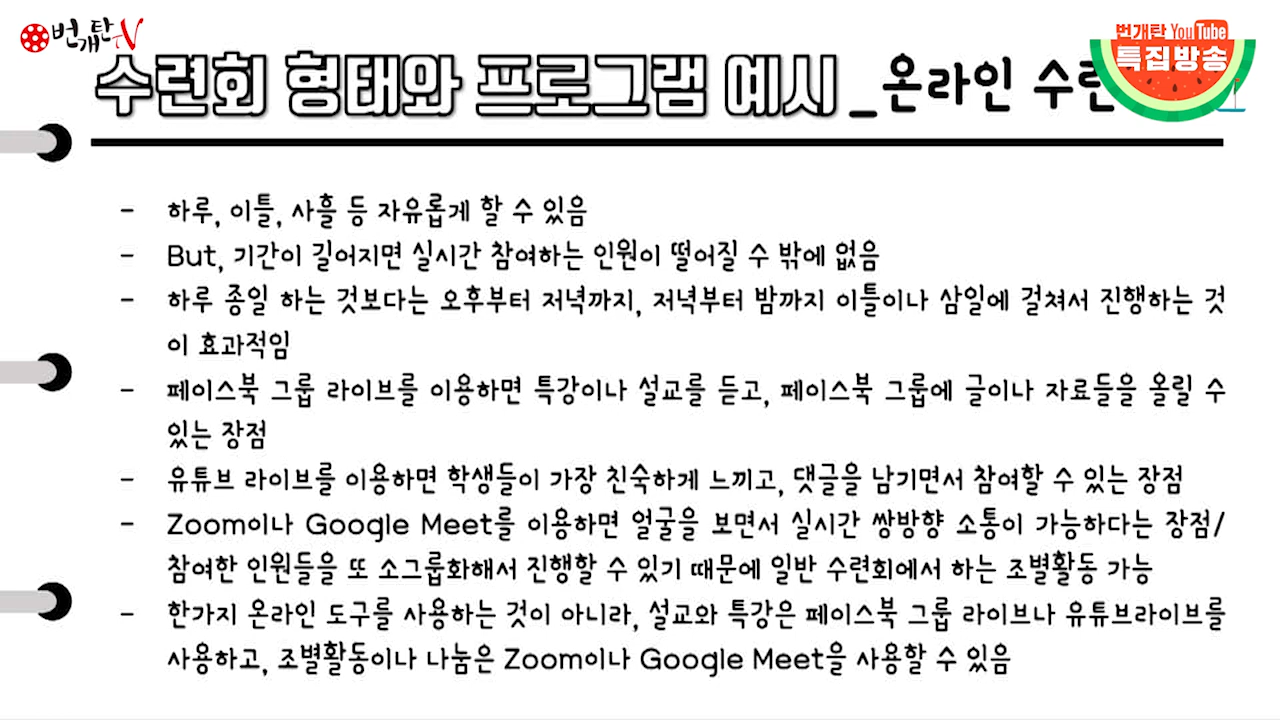 번개탄TV
번개탄 YouTube
특집방송
수련회 형태와 프로그램 예시 _온라인 수련
- 하루, 이틀, 사흘 등 자유롭게 할 수 있음
- But, 기간이 길어지면 실시간 참여하는 인원이 떨어질 수 밖에 없음
- 하루 종일 하는 것보다는 오후부터 저녁까지, 저녁부터 밤까지 이틀이나 삼일에 걸쳐서 진행하는 것
이 효과적임
- 페이스북 그룹 라이브를 이용하면 특강이나 설교를 듣고, 페이스북 그룹에 글이나 자료들을 올릴 수
있는 장점
- 유튜브 라이브를 이용하면 학생들이 가장 친숙하게 느끼고, 댓글을 남기면서 참여할 수 있는 장점
- Zoom이나 Google Meet를 이용하면 얼굴을 보면서 실시간 쌍방향 소통이 가능하다는 장점/
참여한 인원들을 또 소그룹화해서 진행할 수 있기 때문에 일반 수련회에서 하는 조별활동 가능
- 한가지 온라인 도구를 사용하는 것이 아니라, 설교와 특강은 페이스북 그룹 라이브나 유튜브라이브를
사용하고, 조별활동이나 나눔은 Zoom이나 Google Meet을 사용할 수 있음